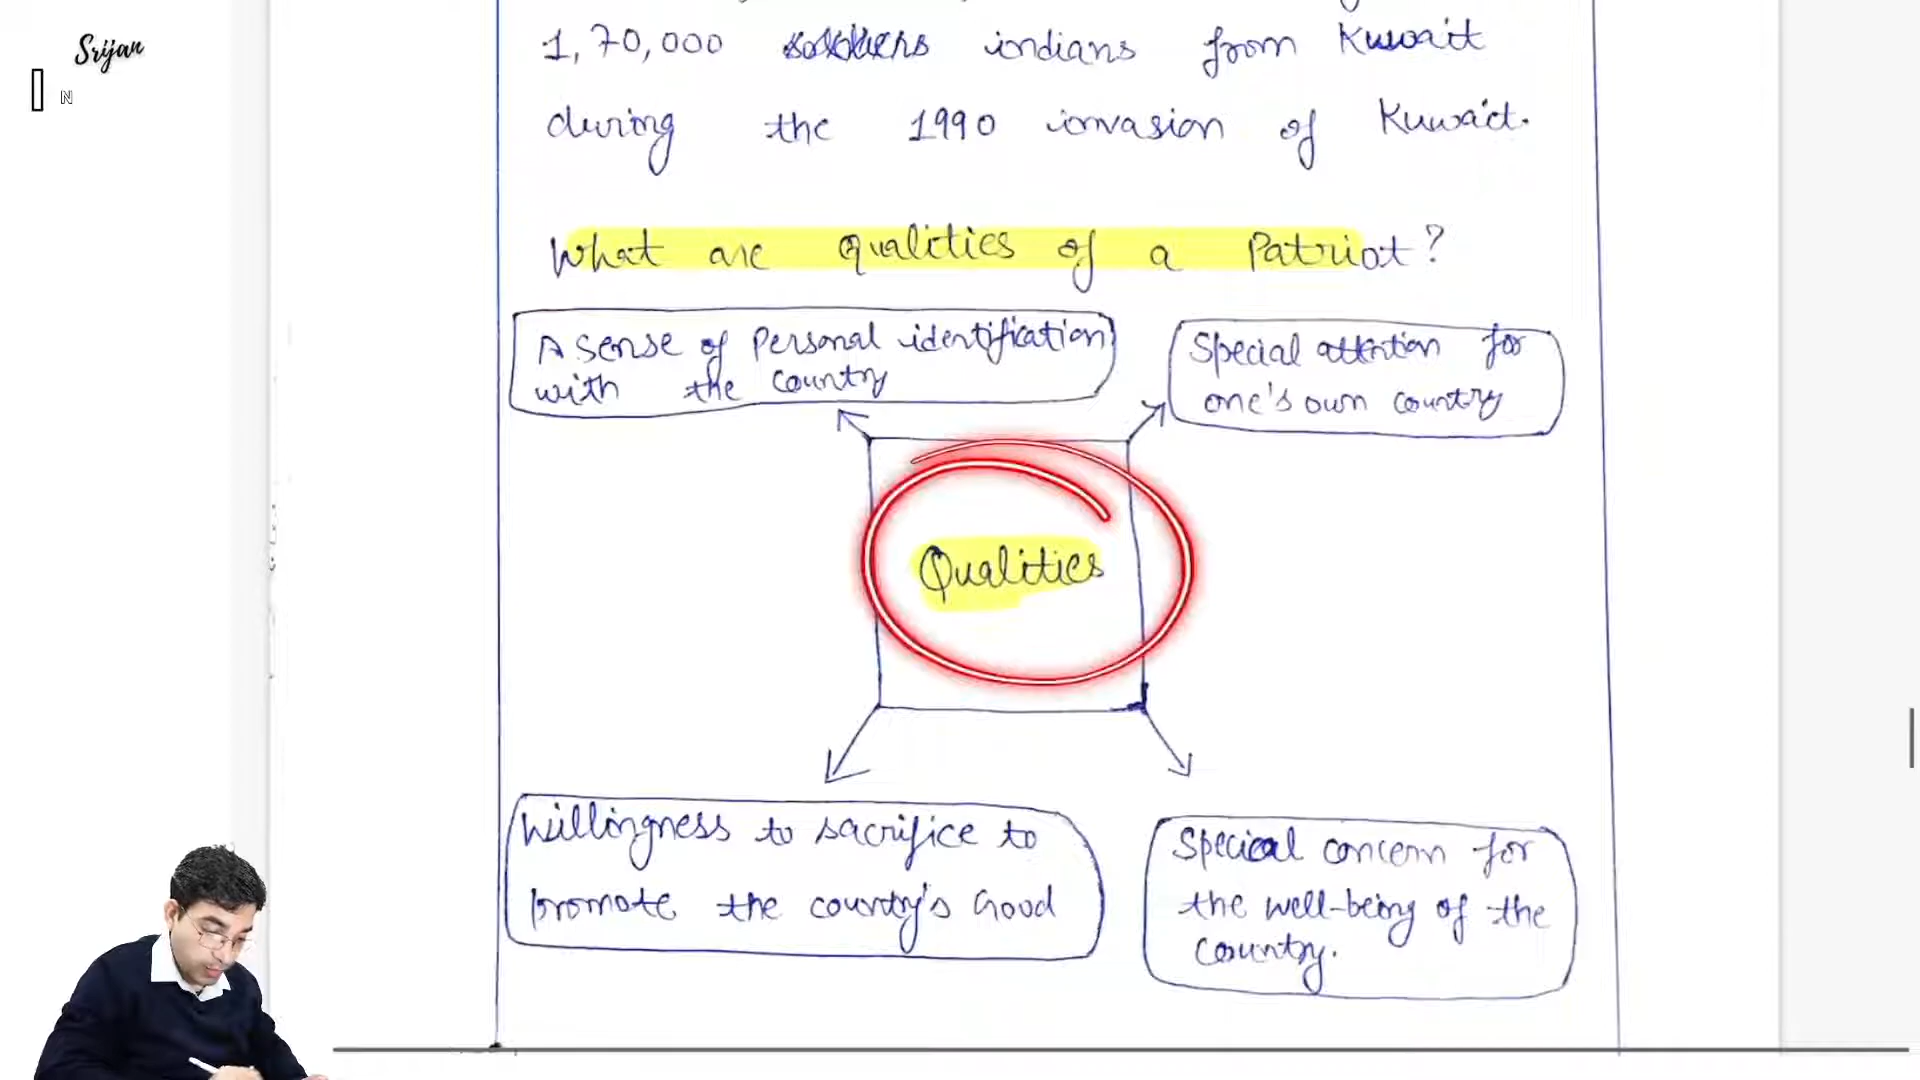 Srijan
N
1,70,000 indians from Kuwait
during the 1990 invasion of Kuwait.
What are qualities of a Patriot?
A sense of Personal identification
with the country
Special attention for
one's own country
Qualities
Willingness to sacrifice to
promote the country's Good
Special concern for
the well-being of the
country.